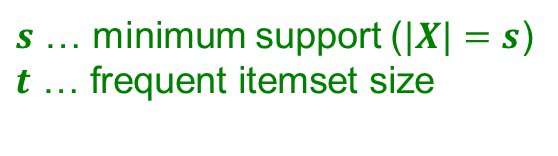 s … minimum support (|X| = s)
t … frequent itemset size